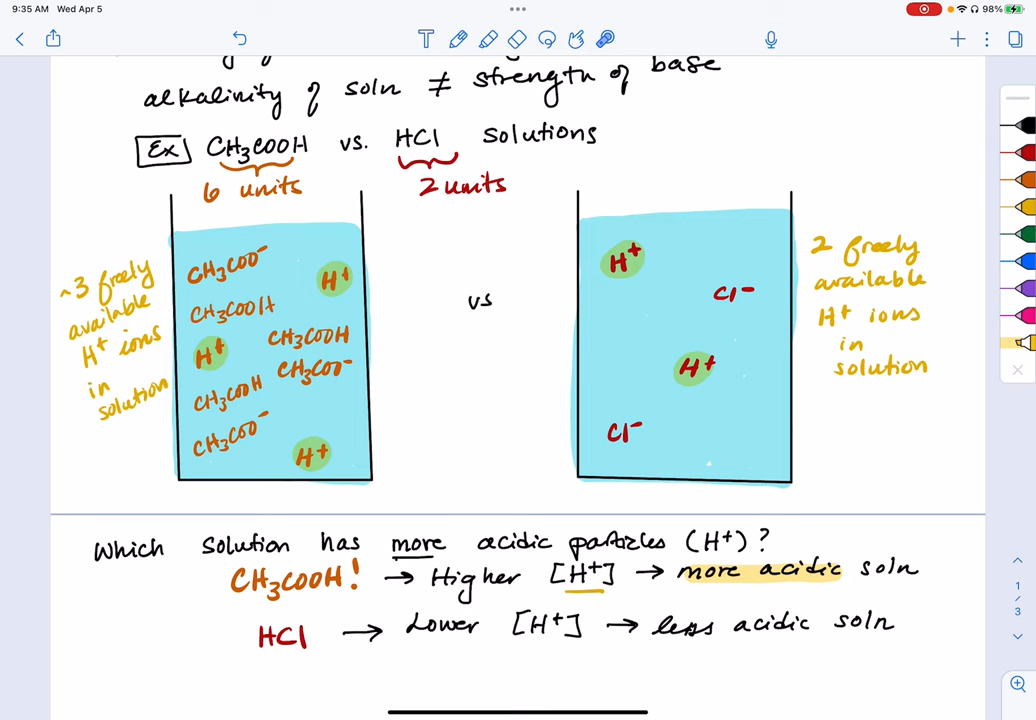 9:35 AM Wed Apr 5
98%
alkalinity of soln ≠ strength of base
Ex CH₃COOH vs. HCl solutions
6 units
2 units
~3 freely
available
H⁺ ions
in
solution
CH₃COO⁻
H⁺
CH₃COOH
CH₃COOH
H⁺
CH₃COO⁻
CH₃COOH
CH₃COO⁻
H⁺
vs
H⁺
Cl⁻
H⁺
Cl⁻
2 freely
available
H⁺ ions
in
solution
Which solution has more acidic particles (H⁺)?
CH₃COOH! → Higher [H⁺] → more acidic soln
HCl → Lower [H⁺] → less acidic soln
1
/
3